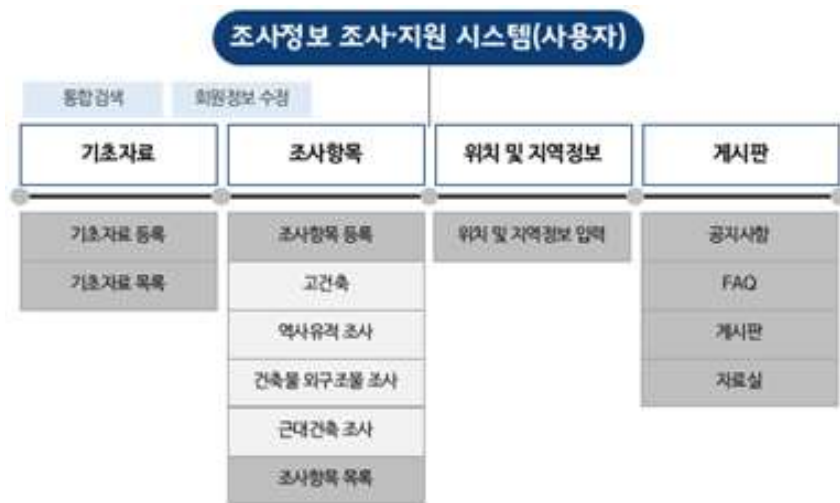 조사정보 조사·지원 시스템(사용자)
통합검색
회원정보 수정
기초자료
조사항목
위치 및 지역정보
게시판
기초자료 등록
기초자료 목록
조사항목 등록
고건축
역사유적 조사
건축물 외구조물 조사
근대건축 조사
조사항목 목록
위치 및 지역정보 입력
공지사항
FAQ
게시판
자료실